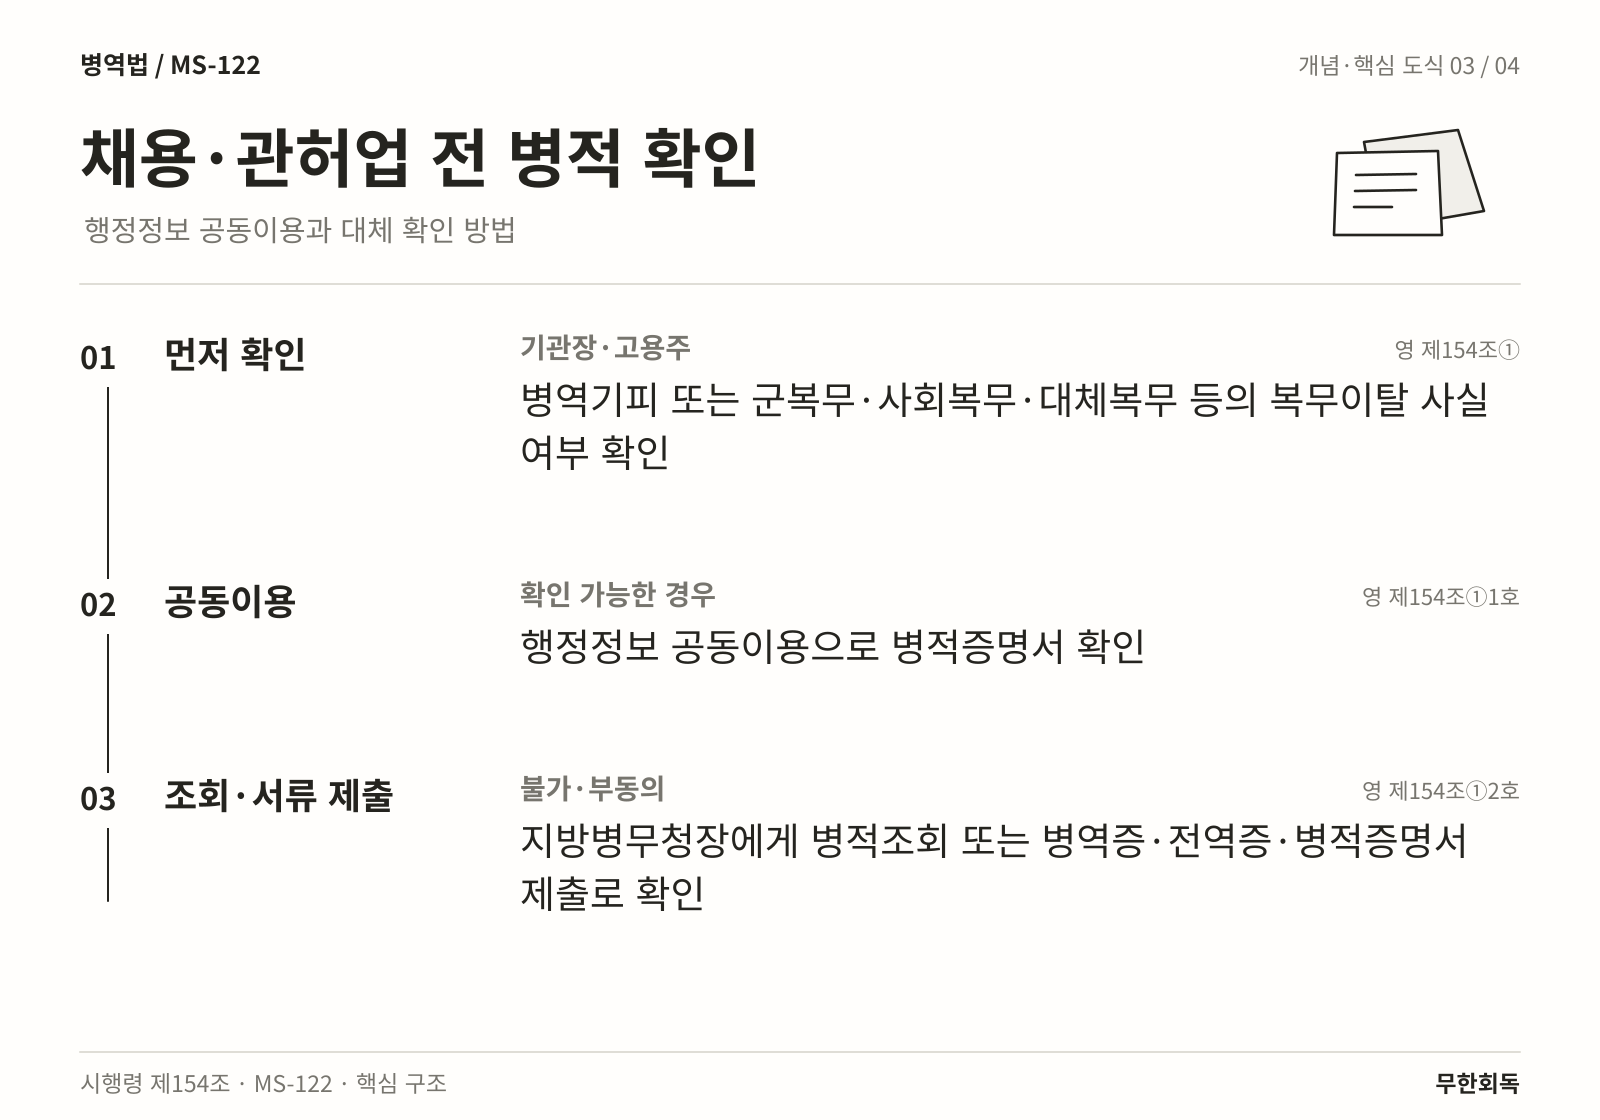 병역법 / MS-122
개념·핵심 도식 03 / 04
채용·관허업 전 병적 확인
행정정보 공동이용과 대체 확인 방법
01 먼저 확인
기관장·고용주
영 제154조①
병역기피 또는 군복무·사회복무·대체복무 등의 복무이탈 사실
여부 확인
02 공동이용
확인 가능한 경우
영 제154조①1호
행정정보 공동이용으로 병적증명서 확인
03 조회·서류 제출
불가·부동의
영 제154조①2호
지방병무청장에게 병적조회 또는 병역증·전역증·병적증명서
제출로 확인
시행령 제154조 · MS-122 · 핵심 구조
무한회독